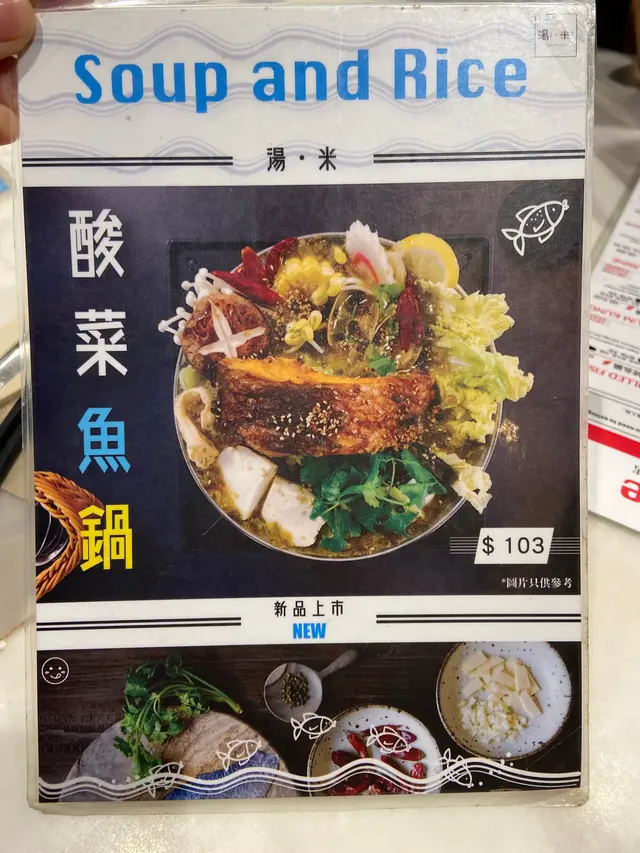 湯·米
Soup and Rice
湯·米
酸菜魚鍋
$ 103
*圖片只供參考
新品上市
NEW